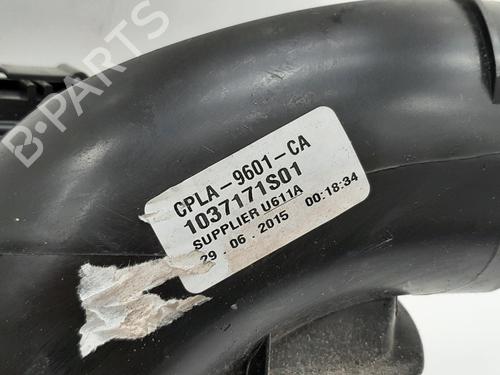 B-PARTS
CPLA-9601-CA
1037171S01
SUPPLIER U611A
29.06.2015 00:18:34